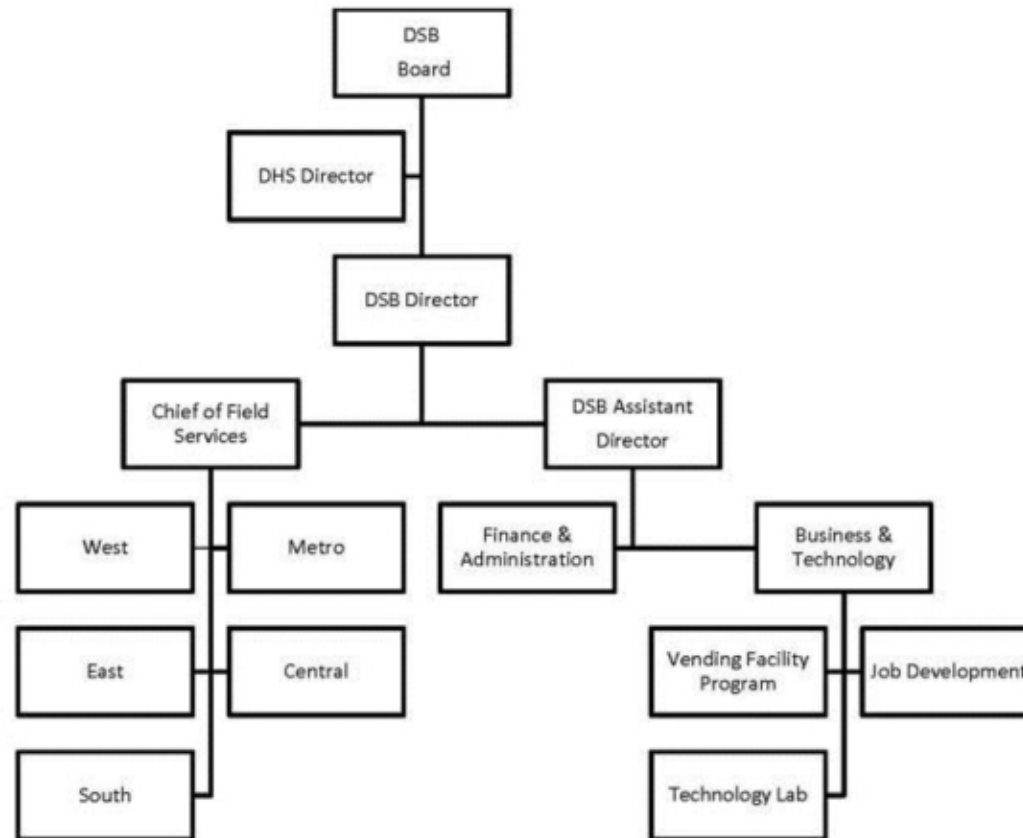 DSB
Board
DHS Director
DSB Director
Chief of Field
Services
DSB Assistant
Director
West
Metro
Finance &
Administration
Business &
Technology
East
Central
Vending Facility
Program
Job Development
South
Technology Lab